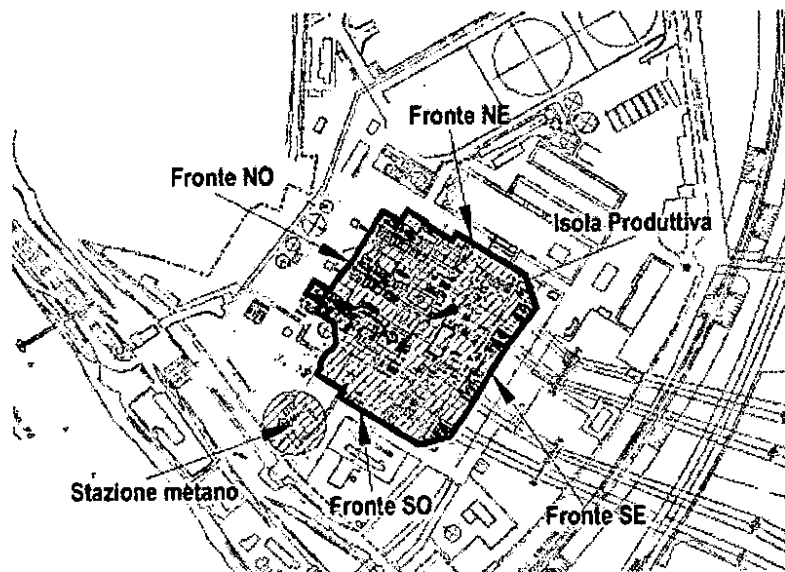 Fronte NE
Fronte NO
Isola Produttiva
Stazione metano
Fronte SO
Fronte SE